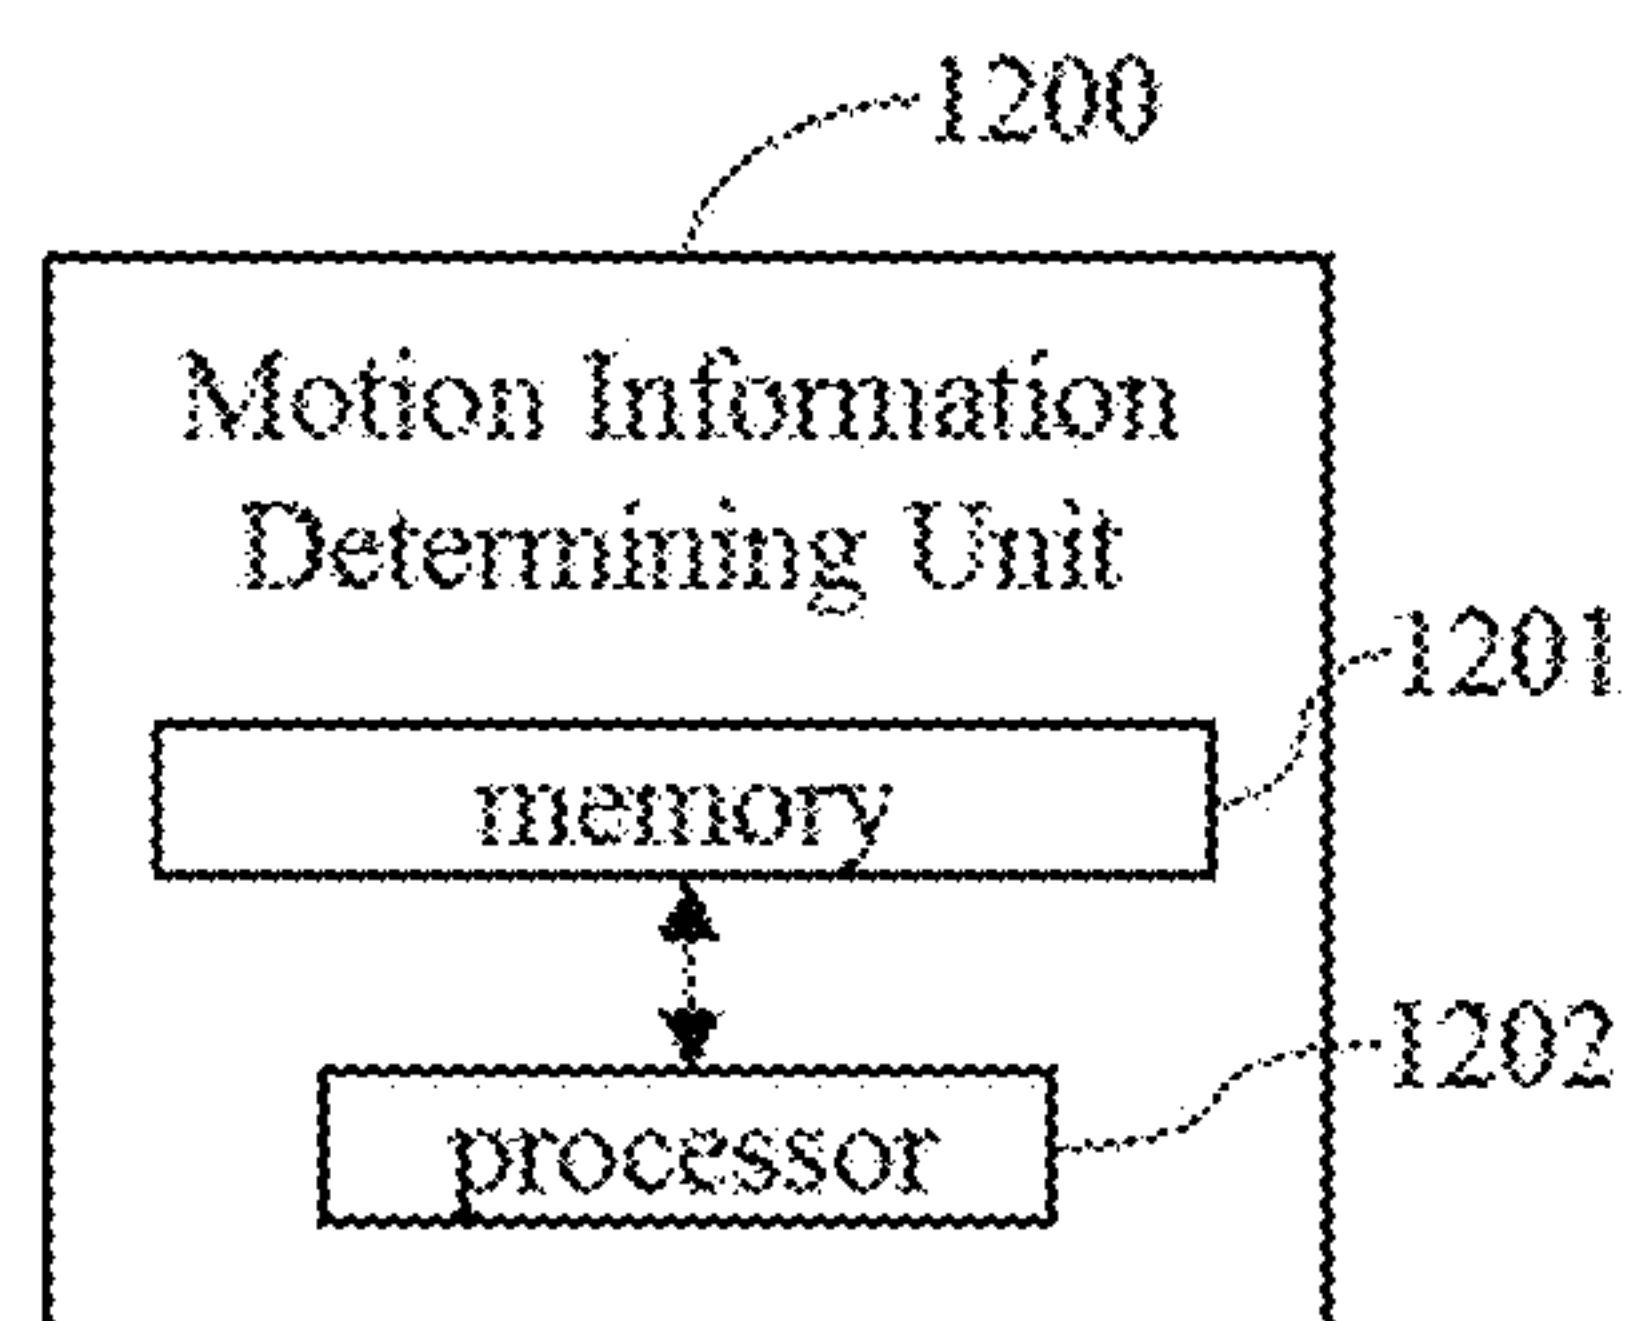 1200
Motion Information
Determining Unit
1201
memory
1202
processor